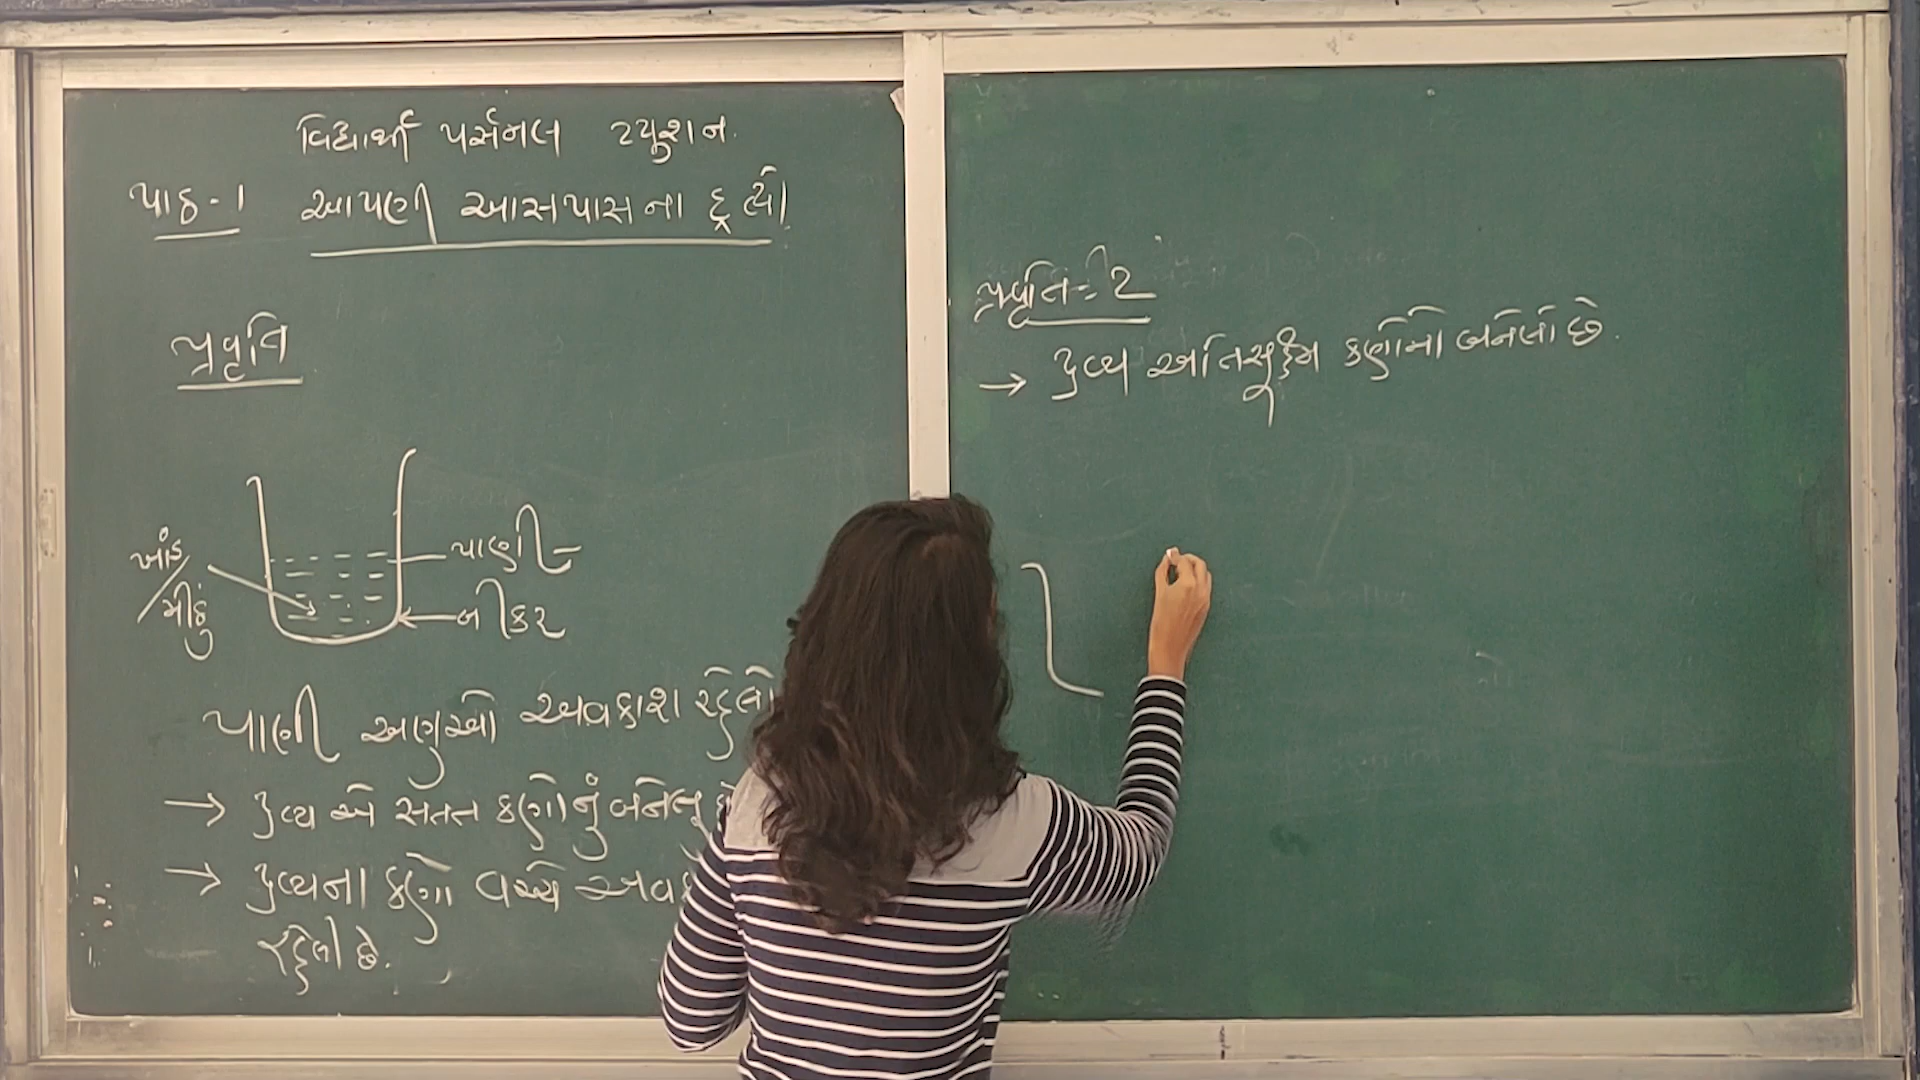 વિદ્યાર્થી પર્સનલ ટ્યુશન.
પાઠ - 1 આપણી આસપાસના દ્રવ્યો
પ્રવૃતિ
ખાંડ/મીઠું
પાણી
બીકર
પાણી અણુઓ અવકાશ રહેલો
→ દ્રવ્ય એ સતત કણોનું બનેલુ
→ દ્રવ્યના કણો વચ્ચે
રહેલી છે.
પ્રવૃતિ - 2
→ દ્રવ્ય અતિસૂક્ષ્મ કણોનો બનેલો છે.